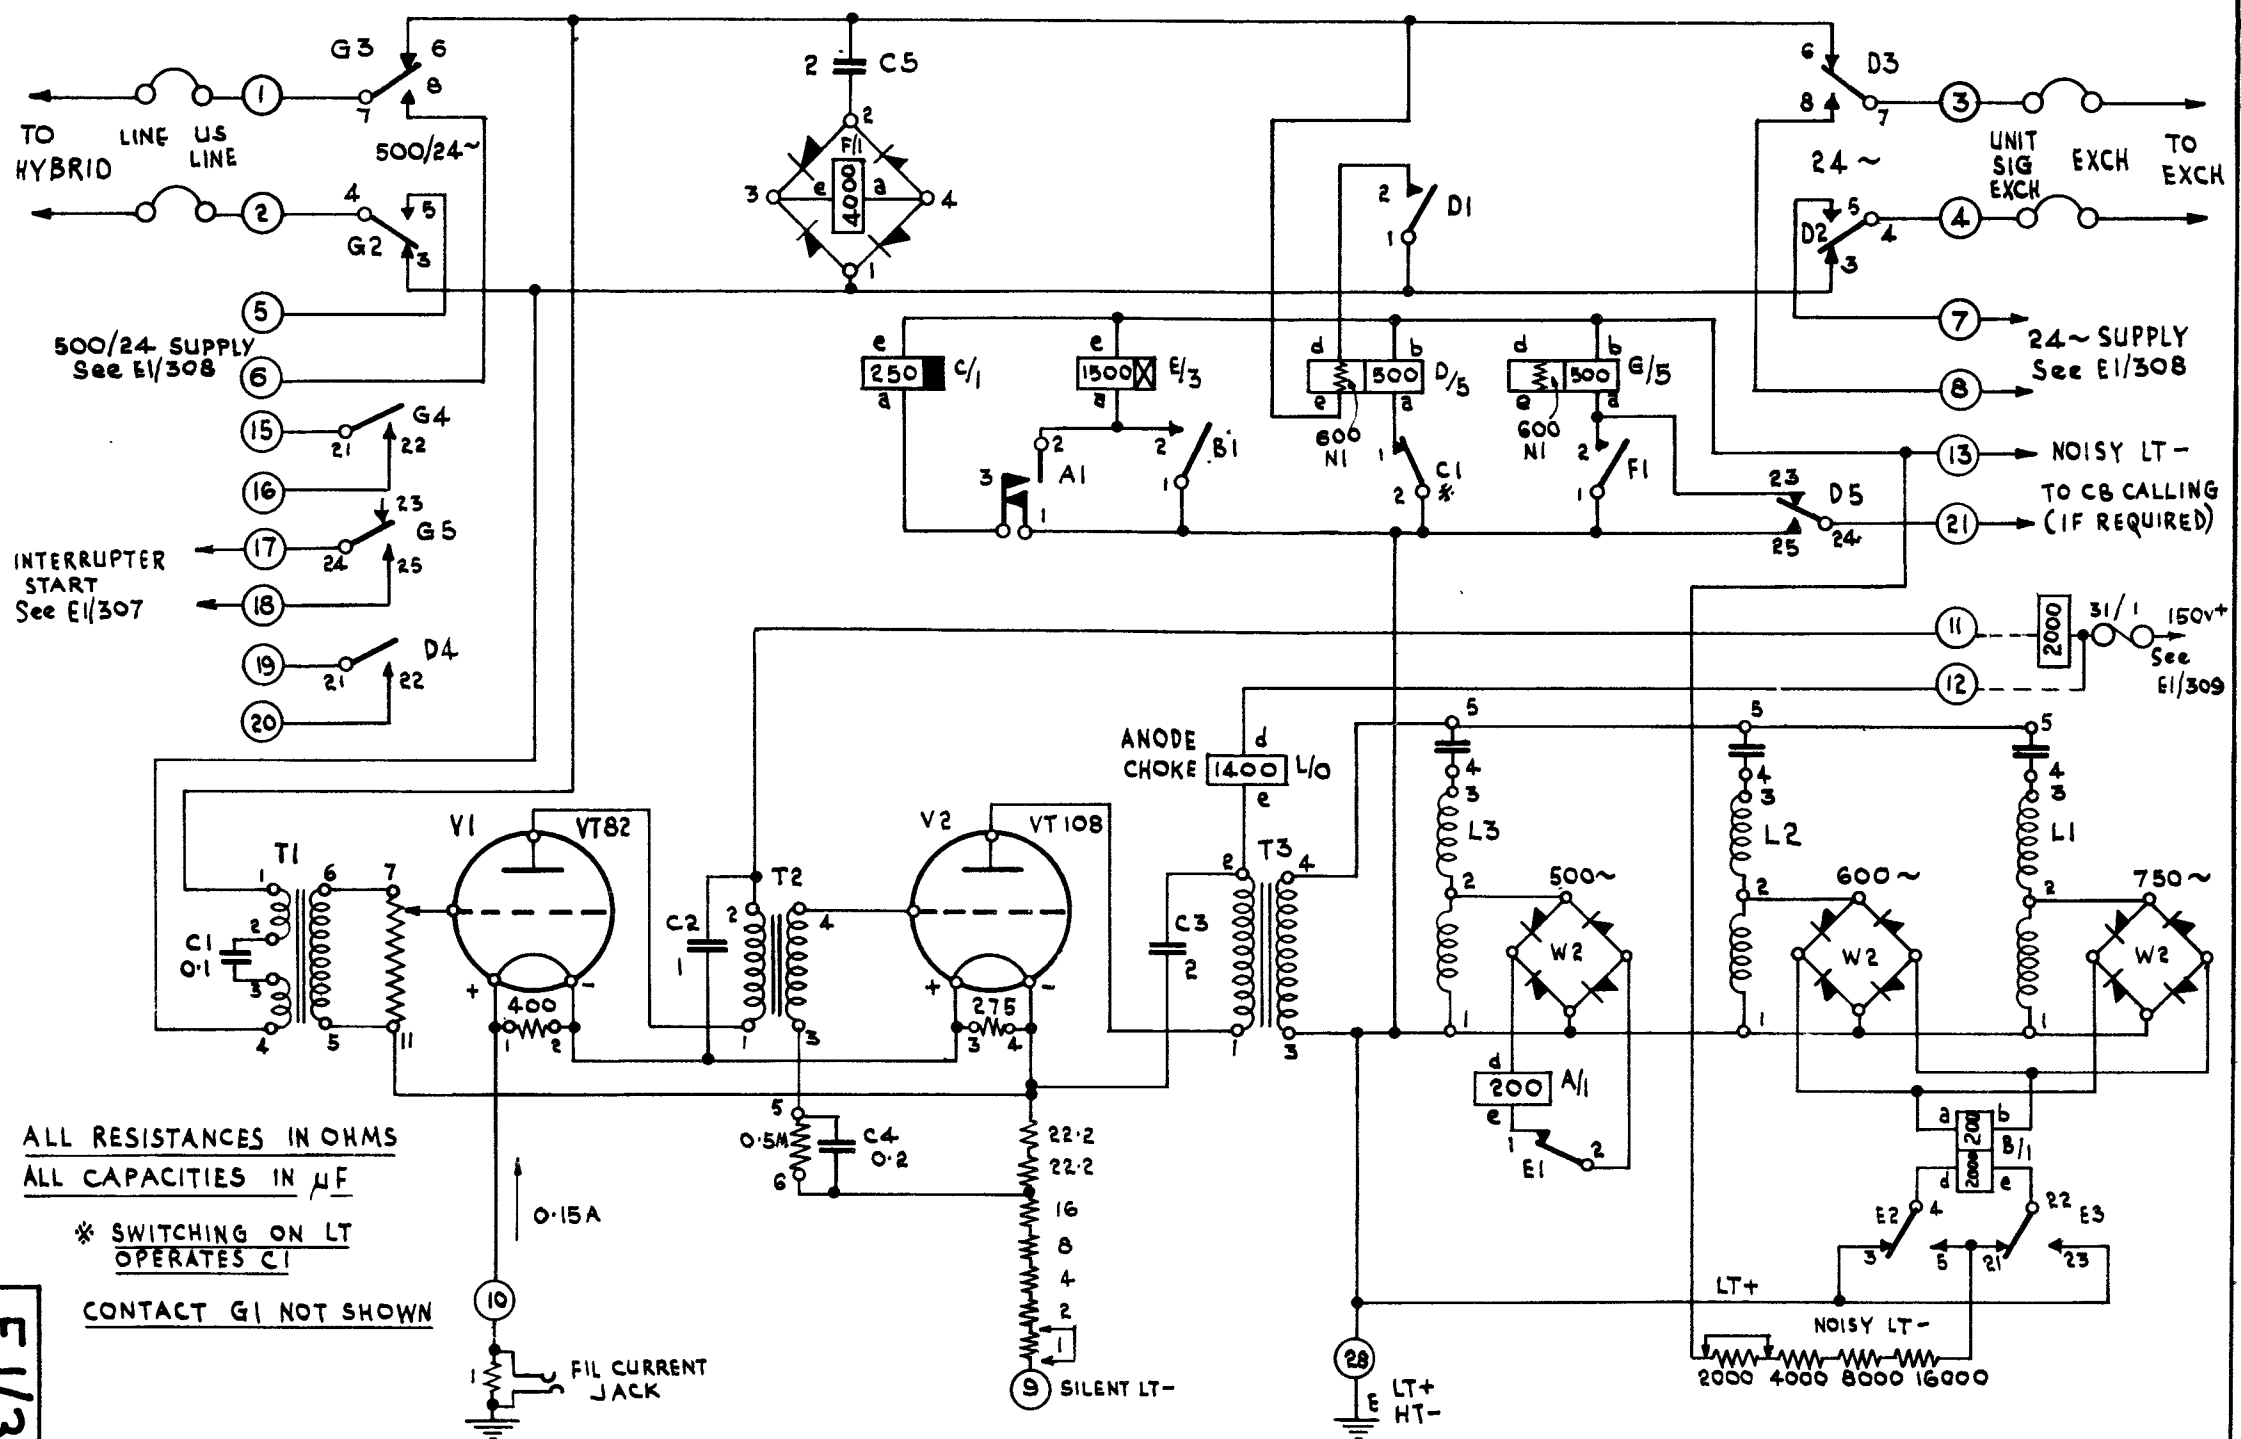 G3
6
8
7
1
TO HYBRID
LINE
US LINE
500/24~
2
4
5
G2
3
5
500/24 SUPPLY
See E1/308
6
15
21
22
G4
16
23
17
24
25
G5
INTERRUPTER
START
See E1/307
18
19
21
22
D4
20
2
C5
2
F/1
3
e
4000
a
4
1
2
D1
1
6
D3
8
7
3
24~
UNIT
SIG
EXCH
EXCH
TO
EXCH
5
D2
4
3
4
7
24~ SUPPLY
See E1/308
8
e
250
C/1
a
e
1500
E/3
a
d
b
500
D/5
e
a
600
N1
d
b
500
G/5
e
a
600
N1
3
2
A1
1
2
B1
1
1
C1
※
2
2
F1
1
23
D5
25
24
13
NOISY LT-
21
TO CB CALLING
(IF REQUIRED)
11
2000
31/1
150v+
See
E1/309
12
ANODE
CHOKE
d
1400
L/0
e
T1
1
2
3
4
C1
0.1
6
5
7
11
V1
VT82
+
-
400
1
2
C2
1
T2
2
4
1
3
V2
VT108
+
-
275
3
4
C3
2
T3
2
4
1
3
5
4
3
L3
2
1
500~
W2
5
4
3
L2
2
1
600~
W2
5
4
3
L1
2
1
750~
W2
d
200
A/1
e
1
E1
2
a
200
b
B/1
d
2000
e
E2
4
3
5
22
E3
21
23
LT+
NOISY LT-
2000
4000
8000
16000
5
0.5M
6
C4
0.2
22.2
22.2
16
8
4
2
1
9
SILENT LT-
28
E
LT+
HT-
0.15A
10
1
FIL CURRENT
JACK
ALL RESISTANCES IN OHMS
ALL CAPACITIES IN μF
※ SWITCHING ON LT
OPERATES C1
CONTACT G1 NOT SHOWN